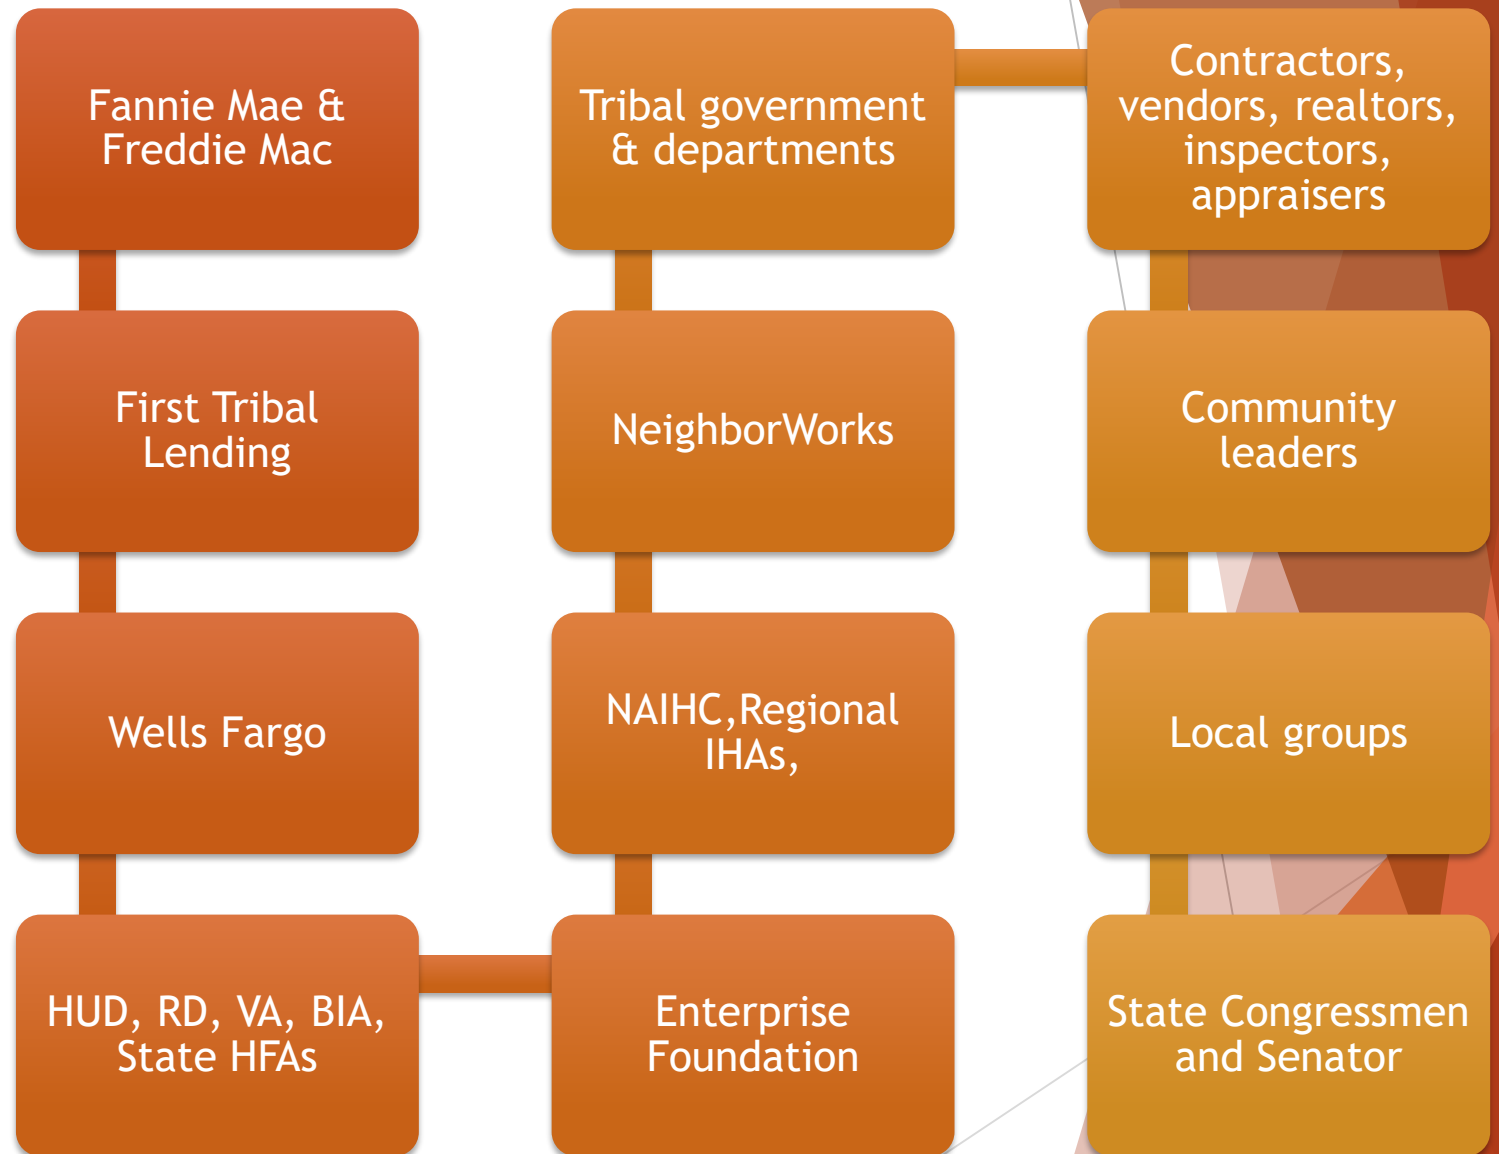 Fannie Mae &
Freddie Mac
First Tribal
Lending
Wells Fargo
HUD, RD, VA, BIA,
State HFAs
Enterprise
Foundation
NAIHC,Regional
IHAs,
NeighborWorks
Tribal government
& departments
Contractors,
vendors, realtors,
inspectors,
appraisers
Community
leaders
Local groups
State Congressmen
and Senator